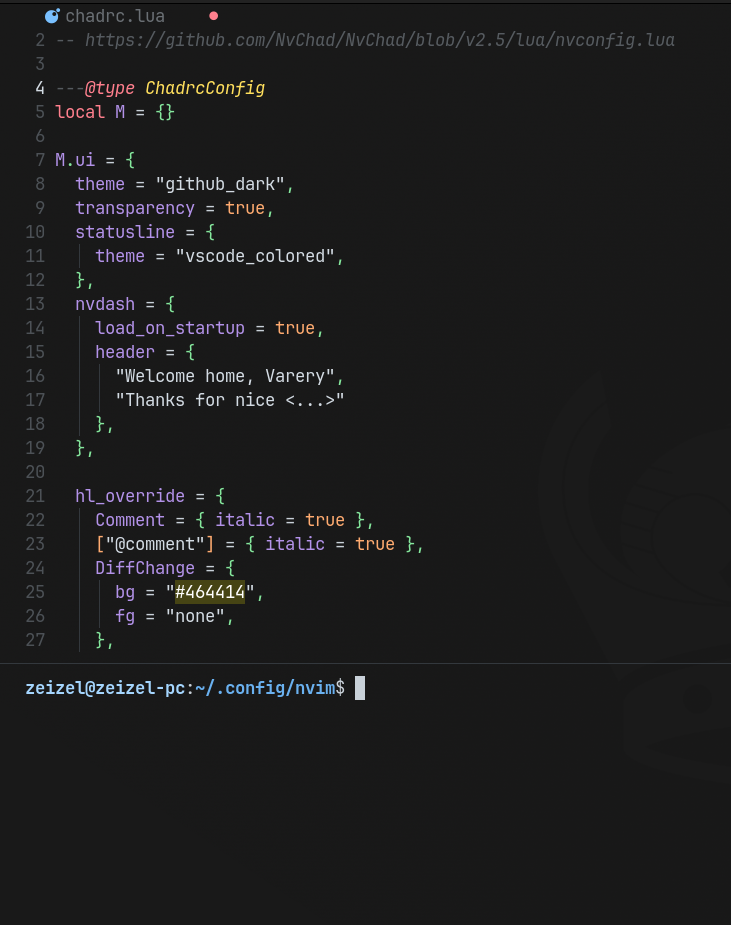 chadrc.lua
2 -- https://github.com/NvChad/NvChad/blob/v2.5/lua/nvconfig.lua
3
4 ---@type ChadrcConfig
5 local M = {}
6
7 M.ui = {
8   theme = "github_dark",
9   transparency = true,
10   statusline = {
11     theme = "vscode_colored",
12   },
13   nvdash = {
14     load_on_startup = true,
15     header = {
16       "Welcome home, Varery",
17       "Thanks for nice <...>"
18     },
19   },
20
21   hl_override = {
22     Comment = { italic = true },
23     ["@comment"] = { italic = true },
24     DiffChange = {
25       bg = "#464414",
26       fg = "none",
27     },
zeizel@zeizel-pc:~/.config/nvim$